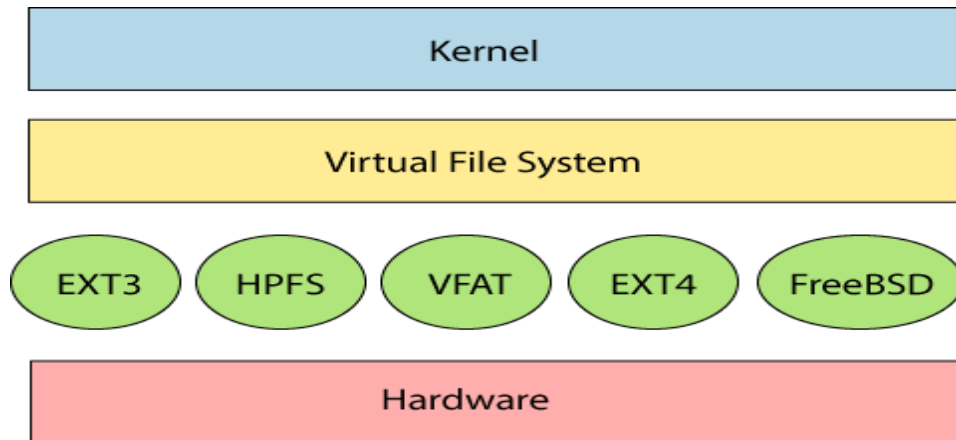 Kernel
Virtual File System
EXT3 HPFS VFAT EXT4 FreeBSD
Hardware